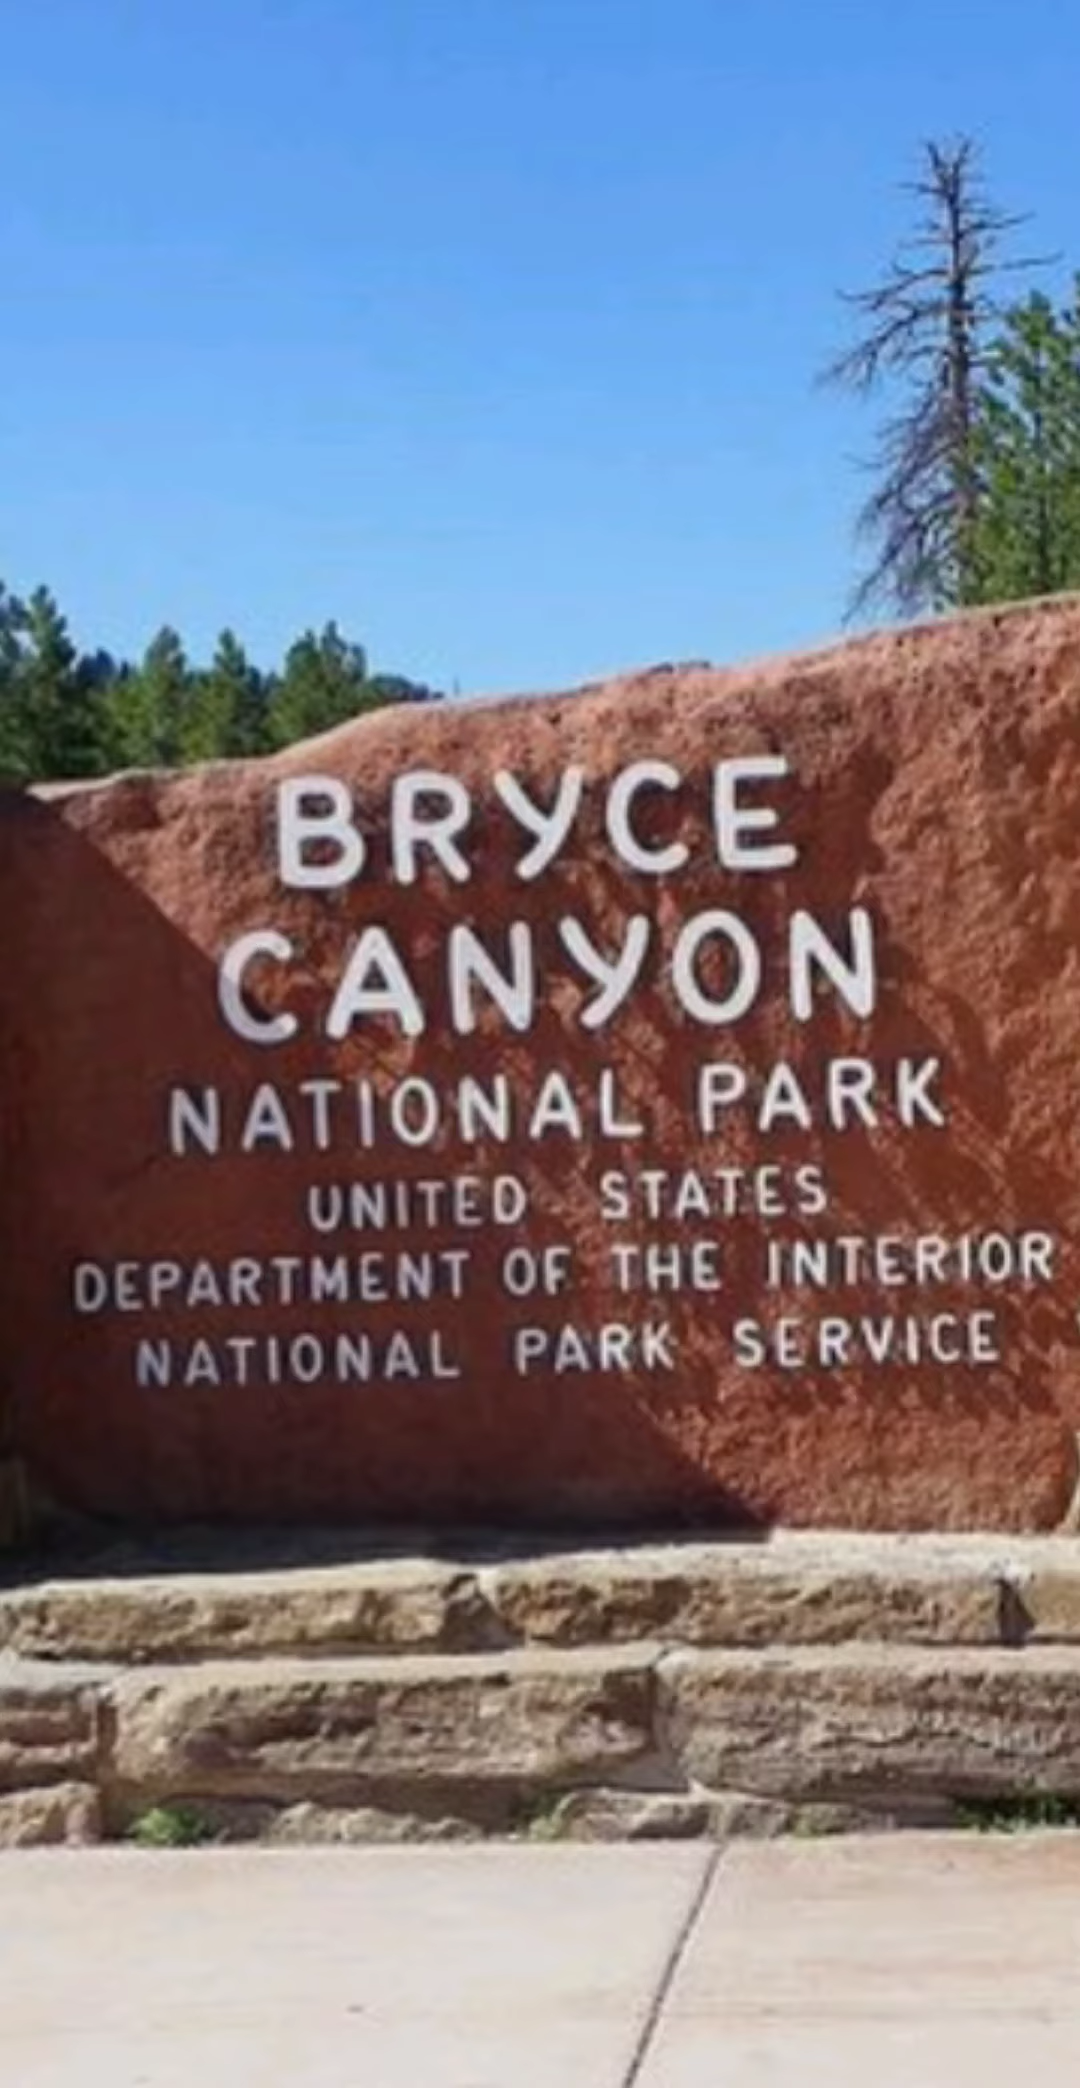 BRYCE
CANYON
NATIONAL PARK
UNITED STATES
DEPARTMENT OF THE INTERIOR
NATIONAL PARK SERVICE